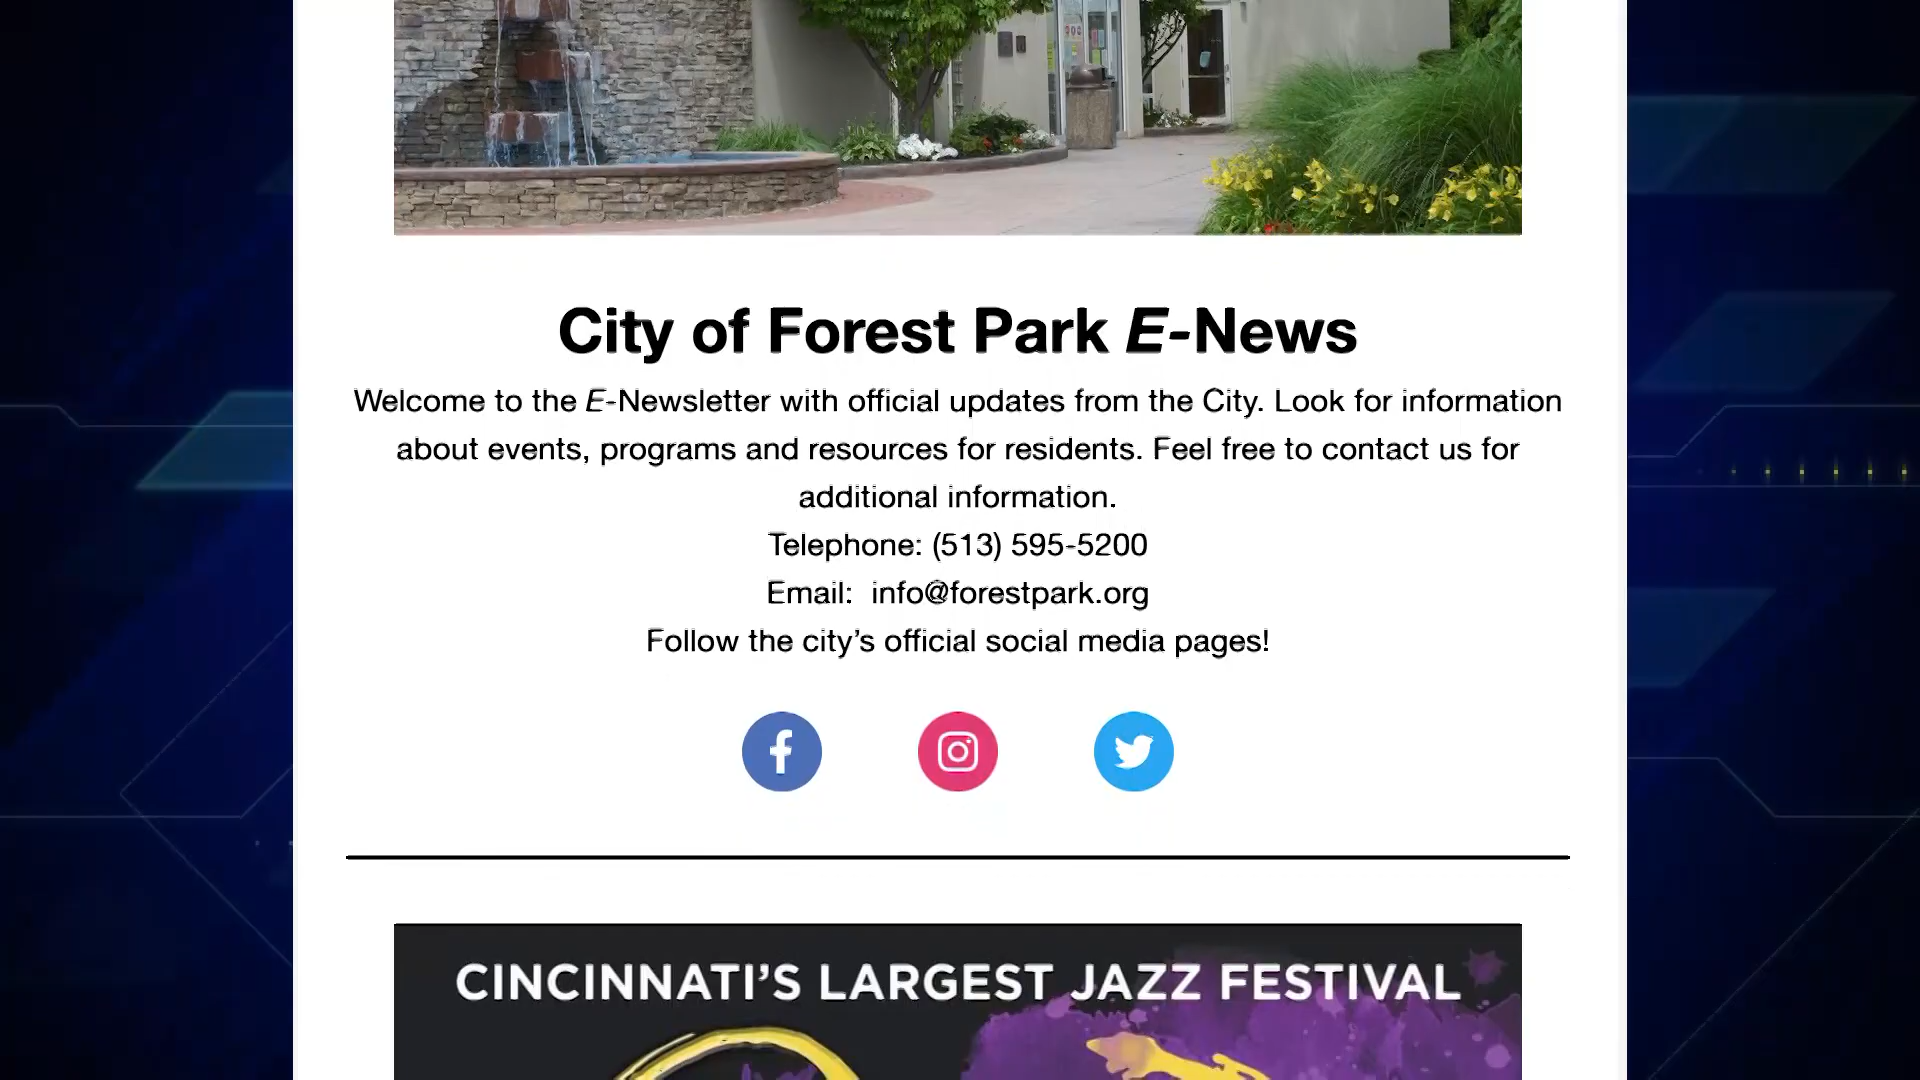 City of Forest Park E-News
Welcome to the E-Newsletter with official updates from the City. Look for information
about events, programs and resources for residents. Feel free to contact us for
additional information.
Telephone: (513) 595-5200
Email:  info@forestpark.org
Follow the city’s official social media pages!
CINCINNATI’S LARGEST JAZZ FESTIVAL